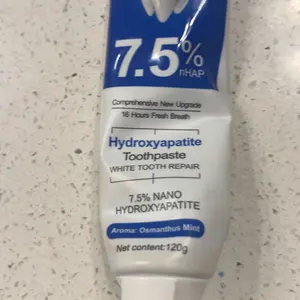 7.5%
nHAP
Comprehensive New Upgrade
16 Hours Fresh Breath
Hydroxyapatite
Toothpaste
WHITE TOOTH REPAIR
7.5% NANO
HYDROXYAPATITE
Aroma: Osmanthus Mint
Net content:120g